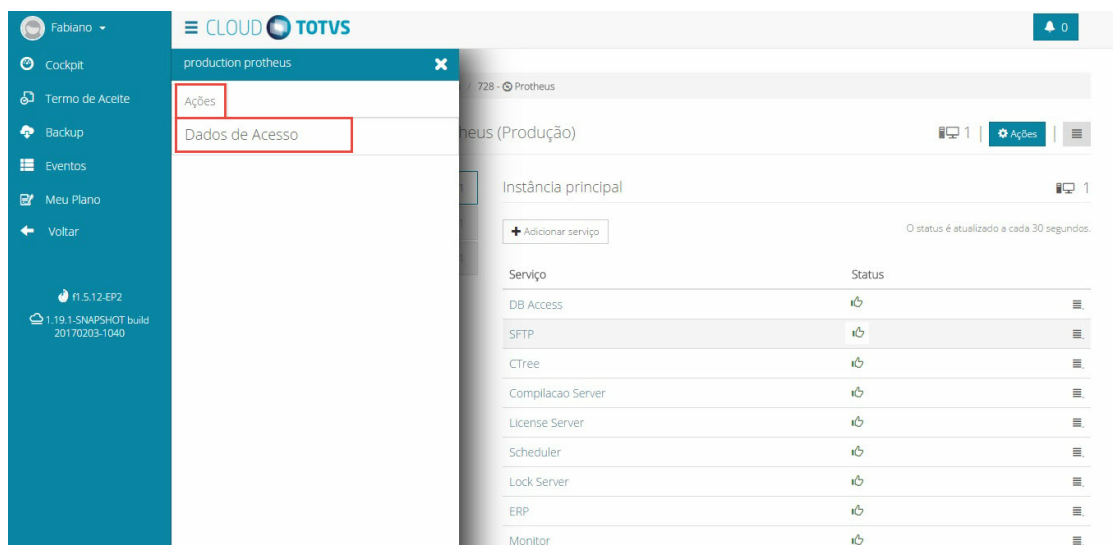 Fabiano
CLOUD TOTVS
0
Cockpit
Termo de Aceite
Backup
Eventos
Meu Plano
Voltar
f1.5.12-EP2
1.19.1-SNAPSHOT build
20170203-1040
production protheus
Ações
Dados de Acesso
/ 728 - Protheus
heus (Produção)
1 | Ações |
Instância principal
1
Adicionar serviço
O status é atualizado a cada 30 segundos.
Serviço Status
DB Access
SFTP
CTree
Compilacao Server
License Server
Scheduler
Lock Server
ERP
Monitor